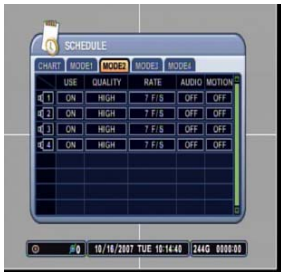 SCHEDULE
CHART MODE1 MODE2 MODE3 MODE4
USE QUALITY RATE AUDIO MOTION
1 ON HIGH 7 F/S OFF OFF
2 ON HIGH 7 F/S OFF OFF
3 ON HIGH 7 F/S OFF OFF
4 ON HIGH 7 F/S OFF OFF
0 10/16/2007 TUE 10:14:40 244G 0000:00